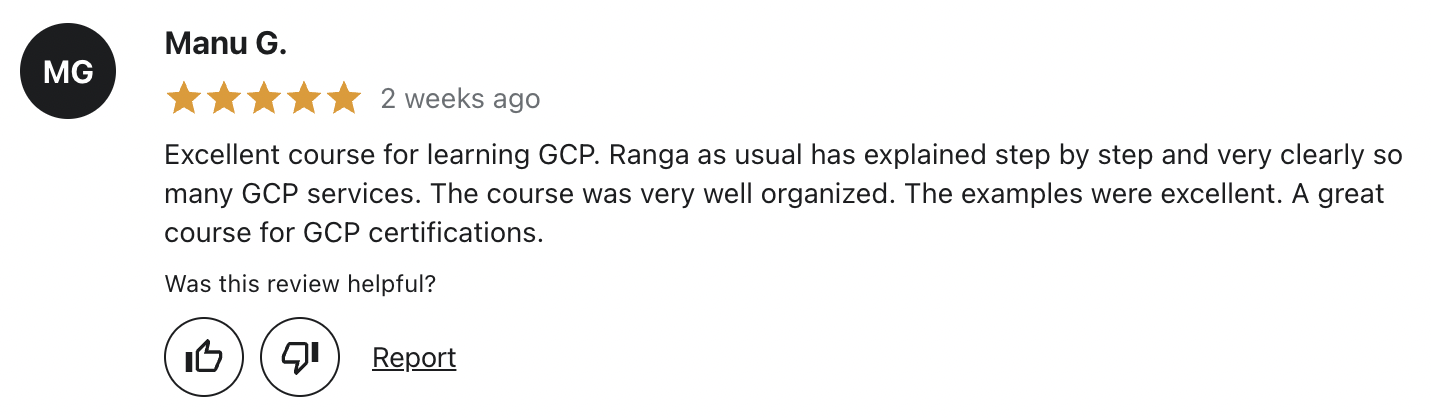 MG
Manu G.
2 weeks ago
Excellent course for learning GCP. Ranga as usual has explained step by step and very clearly so
many GCP services. The course was very well organized. The examples were excellent. A great
course for GCP certifications.
Was this review helpful?
Report